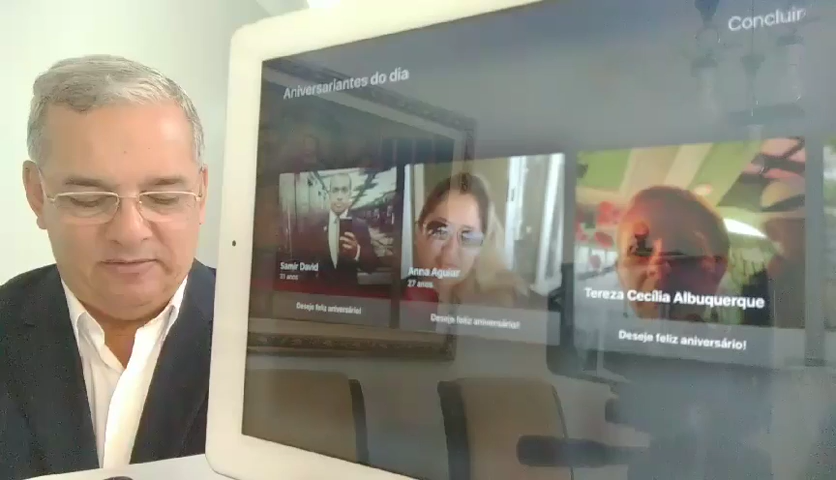 Concluir
Aniversariantes do dia
Samir David
anos
Deseje feliz aniversário!
Anna Aguiar
27 anos
Deseje feliz aniversário!
Tereza Cecília Albuquerque
Deseje feliz aniversário!